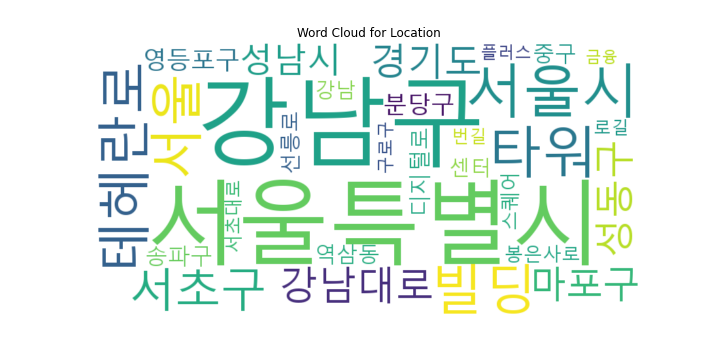 Word Cloud for Location
영등포구
성남시
경기도
플러스
중구
금융
테헤란로
서울
강남구
강남
분당구
서울시
선릉로
구로구
디지털로
번길
센터
타워
로길
서울특별시
서초대로
스퀘어
성동구
송파구
역삼동
봉은사로
서초구
강남대로
빌딩
마포구